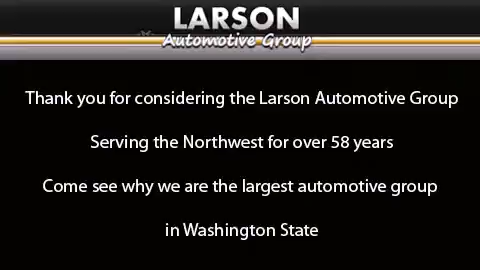 LARSON
Automotive Group
Thank you for considering the Larson Automotive Group
Serving the Northwest for over 58 years
Come see why we are the largest automotive group
in Washington State